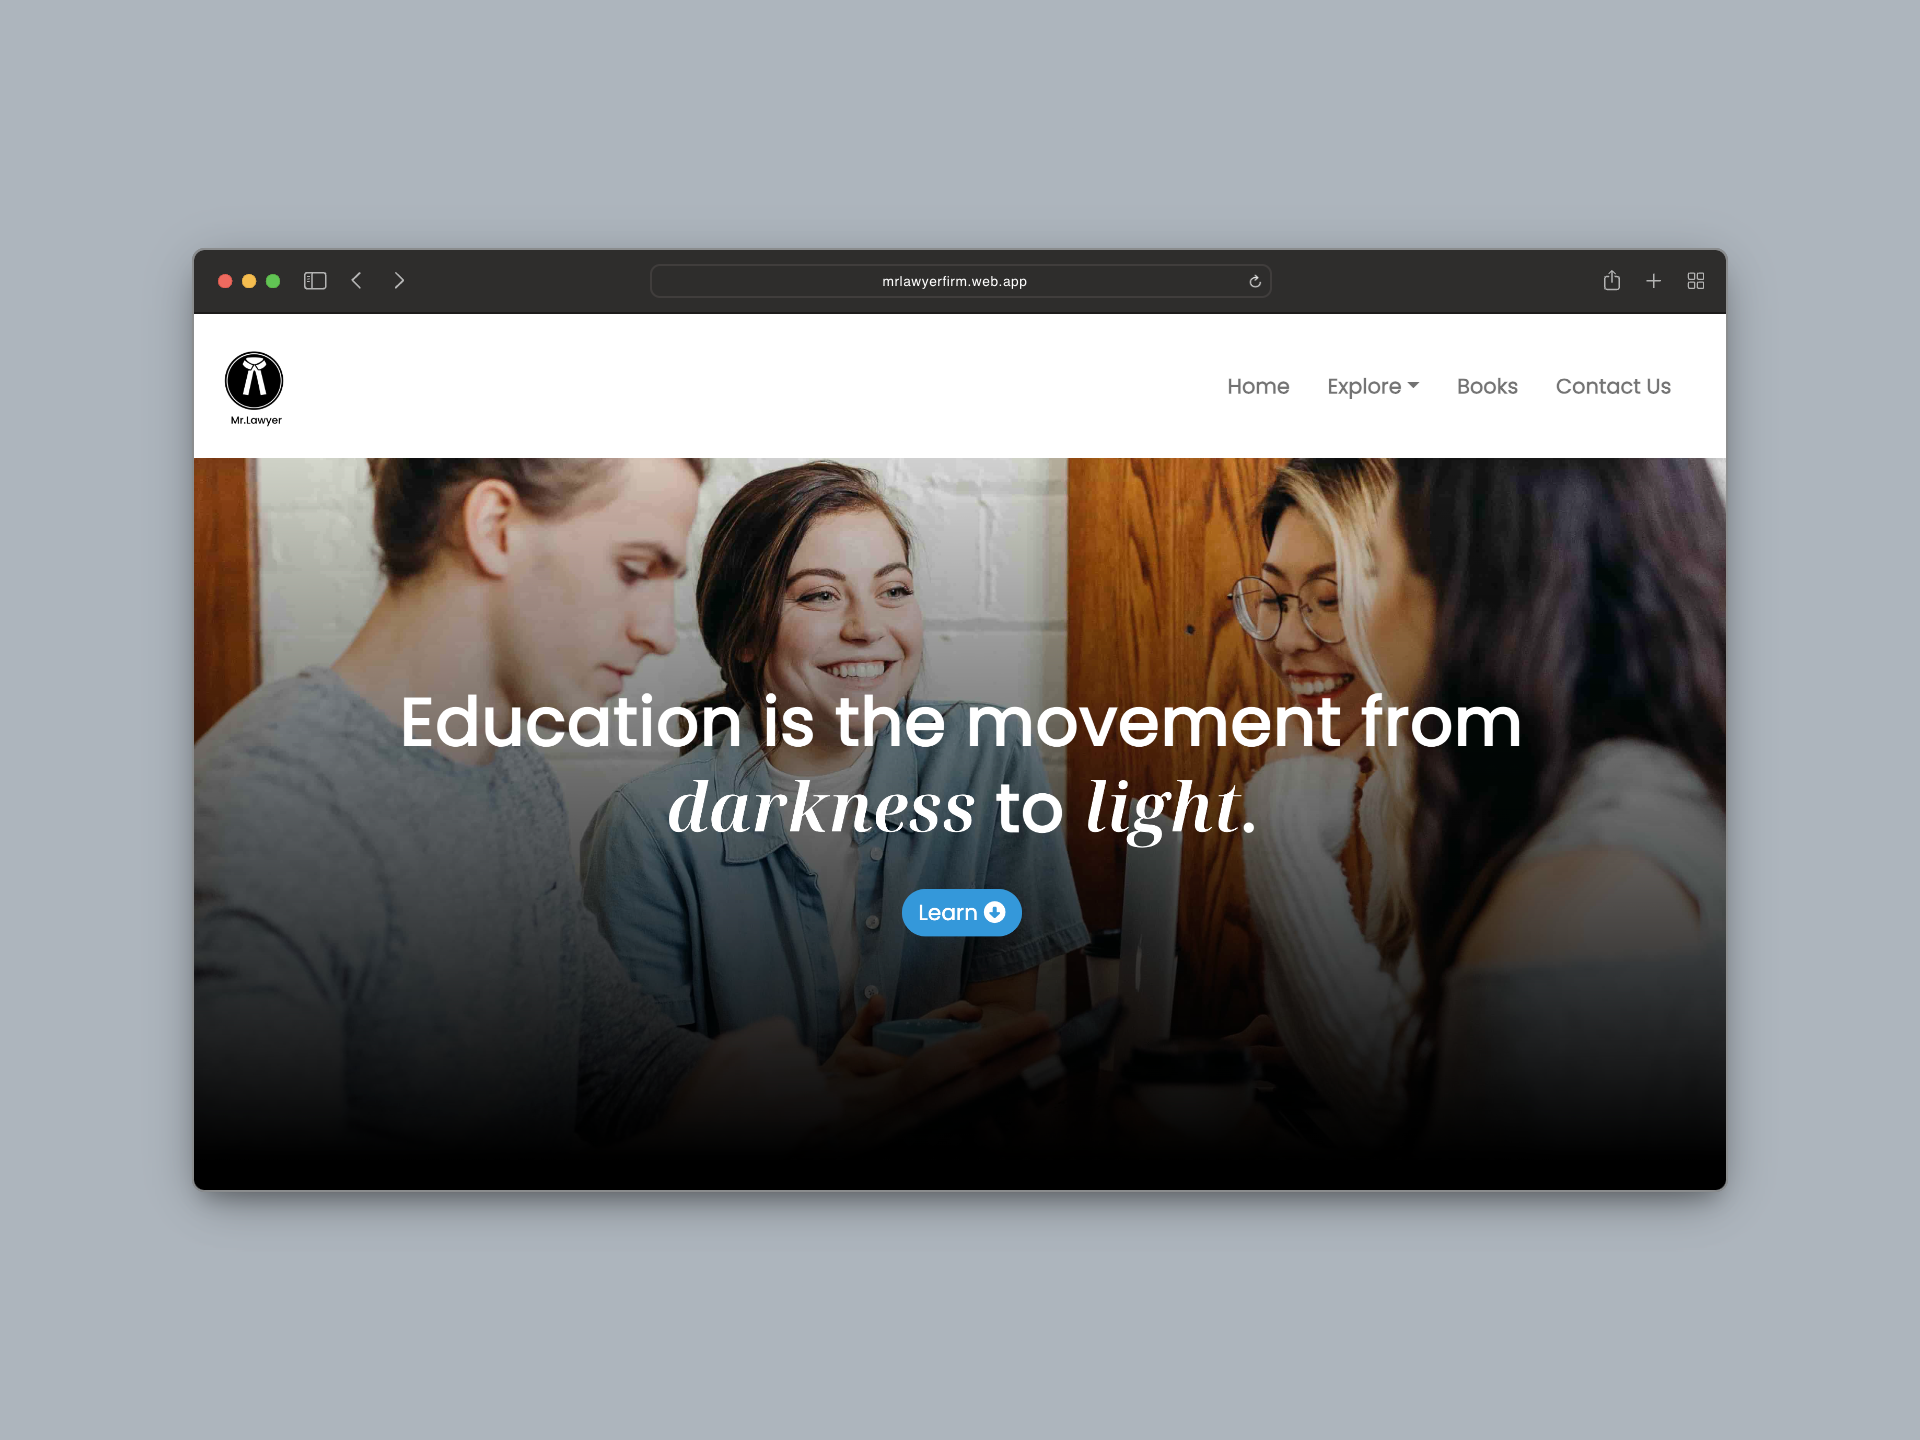 mrlawyerfirm.web.app
Mr.Lawyer
Home Explore Books Contact Us
Education is the movement from
darkness to light.
Learn